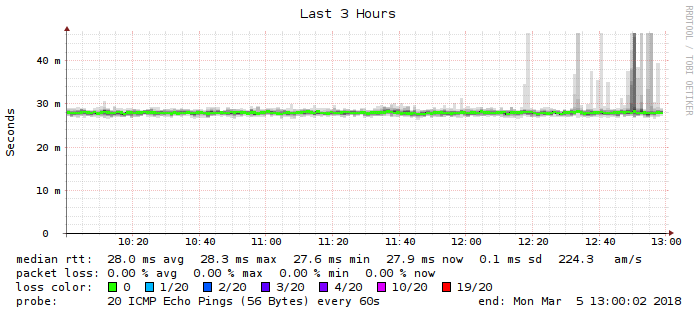 Last 3 Hours
RRDTOOL / TOBI OETIKER
Seconds
40 m
30 m
20 m
10 m
0
10:20 10:40 11:00 11:20 11:40 12:00 12:20 12:40 13:00
median rtt: 28.0 ms avg 28.3 ms max 27.6 ms min 27.9 ms now 0.1 ms sd 224.3 am/s
packet loss: 0.00 % avg 0.00 % max 0.00 % min 0.00 % now
loss color: 0 1/20 2/20 3/20 4/20 10/20 19/20
probe: 20 ICMP Echo Pings (56 Bytes) every 60s end: Mon Mar 5 13:00:02 2018